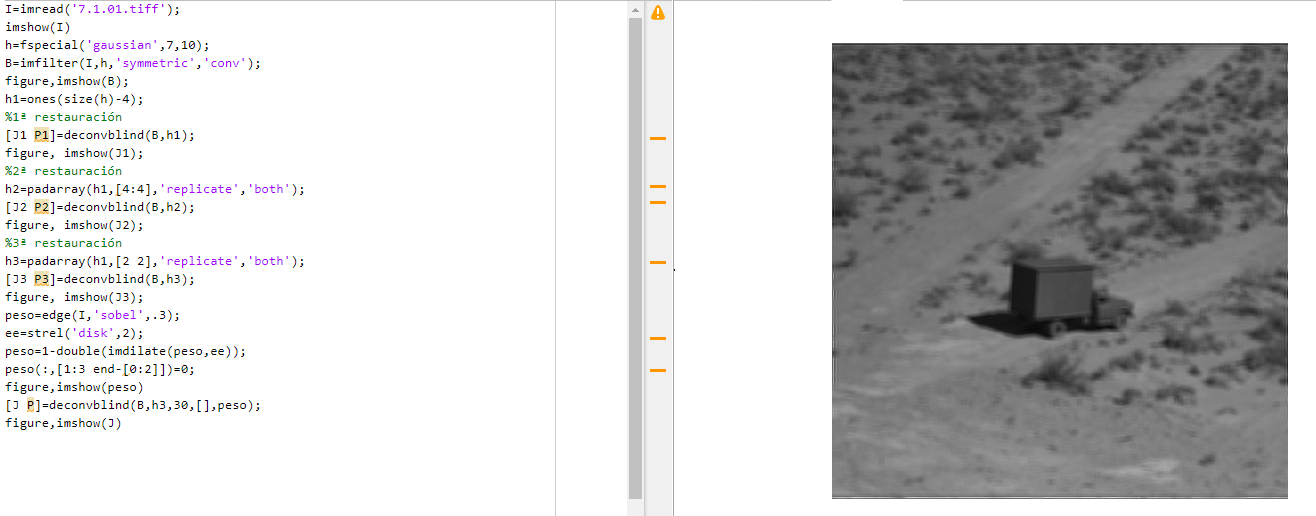 I=imread('7.1.01.tiff');
imshow(I)
h=fspecial('gaussian',7,10);
B=imfilter(I,h,'symmetric','conv');
figure,imshow(B);
h1=ones(size(h)-4);
%1ª restauración
[J1 P1]=deconvblind(B,h1);
figure, imshow(J1);
%2ª restauración
h2=padarray(h1,[4:4],'replicate','both');
[J2 P2]=deconvblind(B,h2);
figure, imshow(J2);
%3ª restauración
h3=padarray(h1,[2 2],'replicate','both');
[J3 P3]=deconvblind(B,h3);
figure, imshow(J3);
peso=edge(I,'sobel',.3);
ee=strel('disk',2);
peso=1-double(imdilate(peso,ee));
peso(:,[1:3 end-[0:2]])=0;
figure,imshow(peso)
[J P]=deconvblind(B,h3,30,[],peso);
figure,imshow(J)